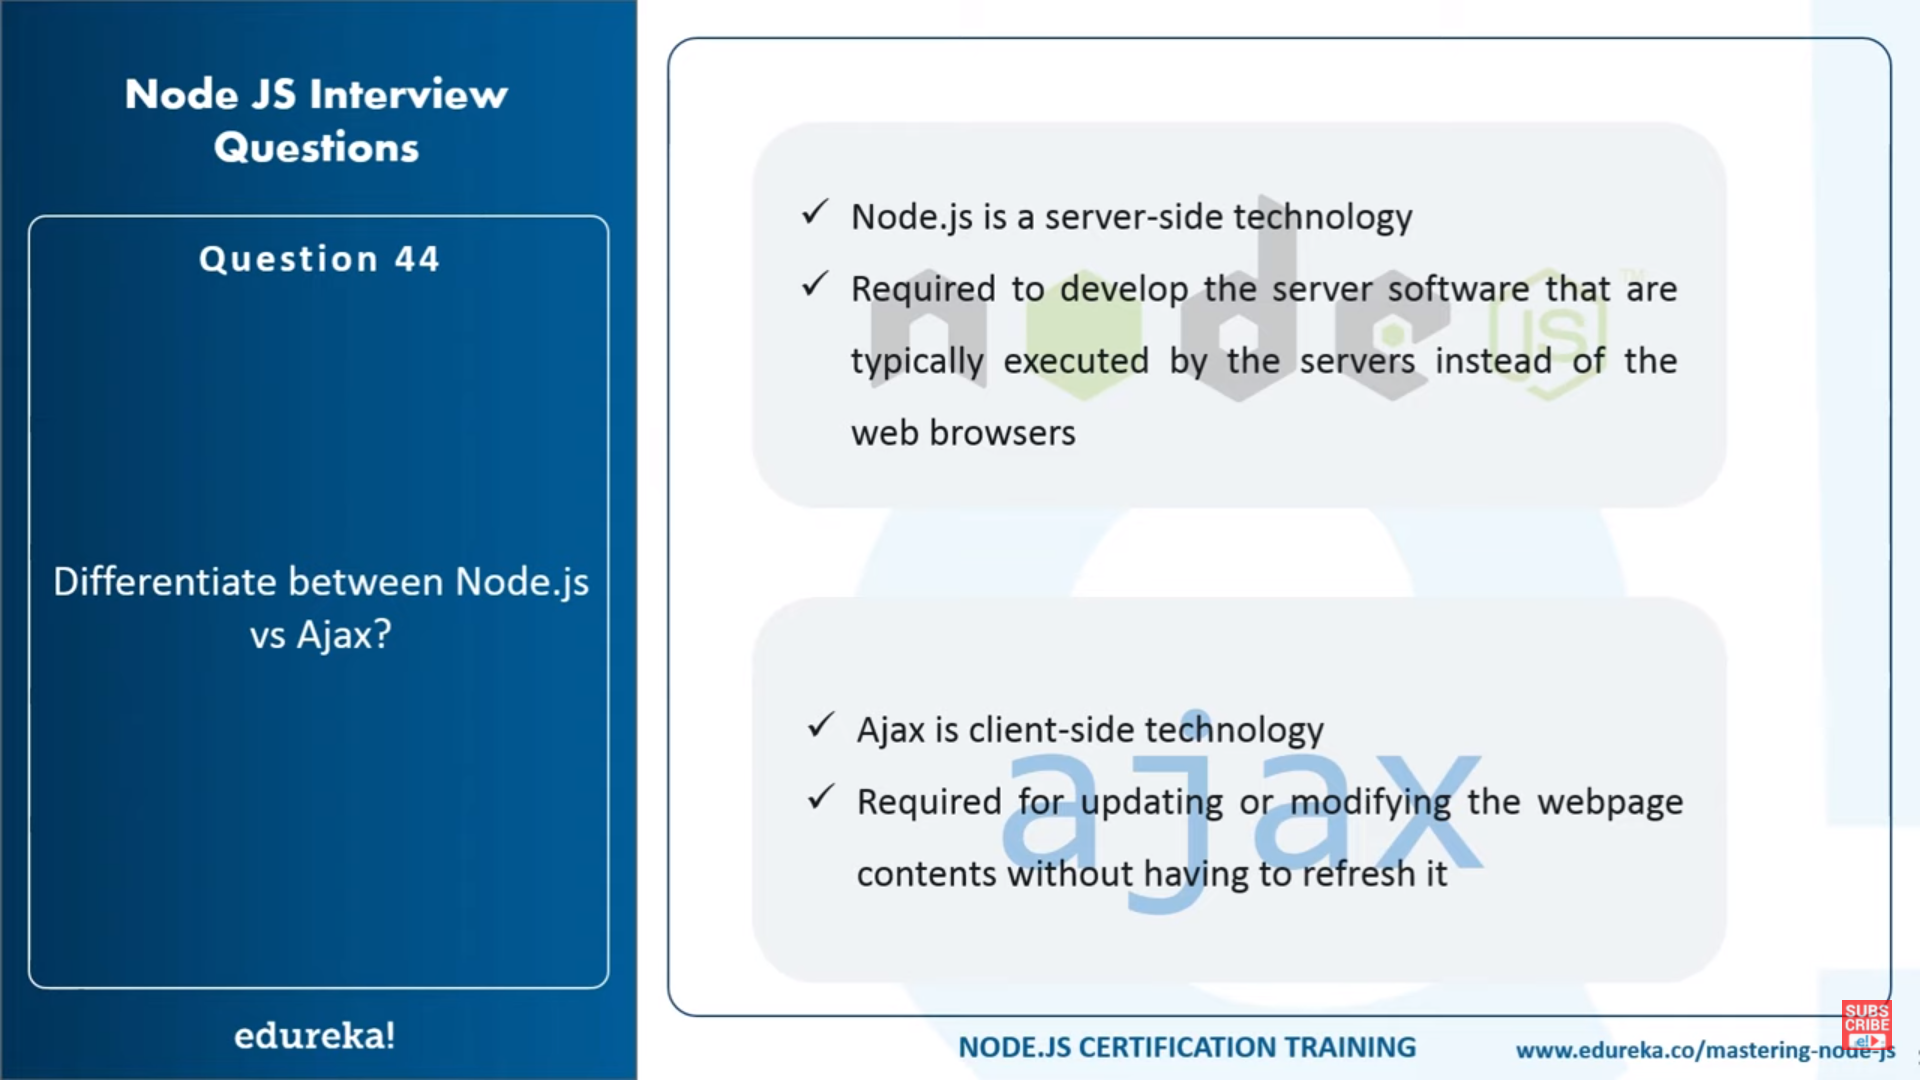 Node JS Interview
Questions
Question 44
Differentiate between Node.js
vs Ajax?
edureka!
✓ Node.js is a server-side technology
✓ Required to develop the server software that are
typically executed by the servers instead of the
web browsers
node JS™
✓ Ajax is client-side technology
✓ Required for updating or modifying the webpage
contents without having to refresh it
ajax
NODE.JS CERTIFICATION TRAINING
www.edureka.co/mastering-node-js
SUBS
CRIBE
e!